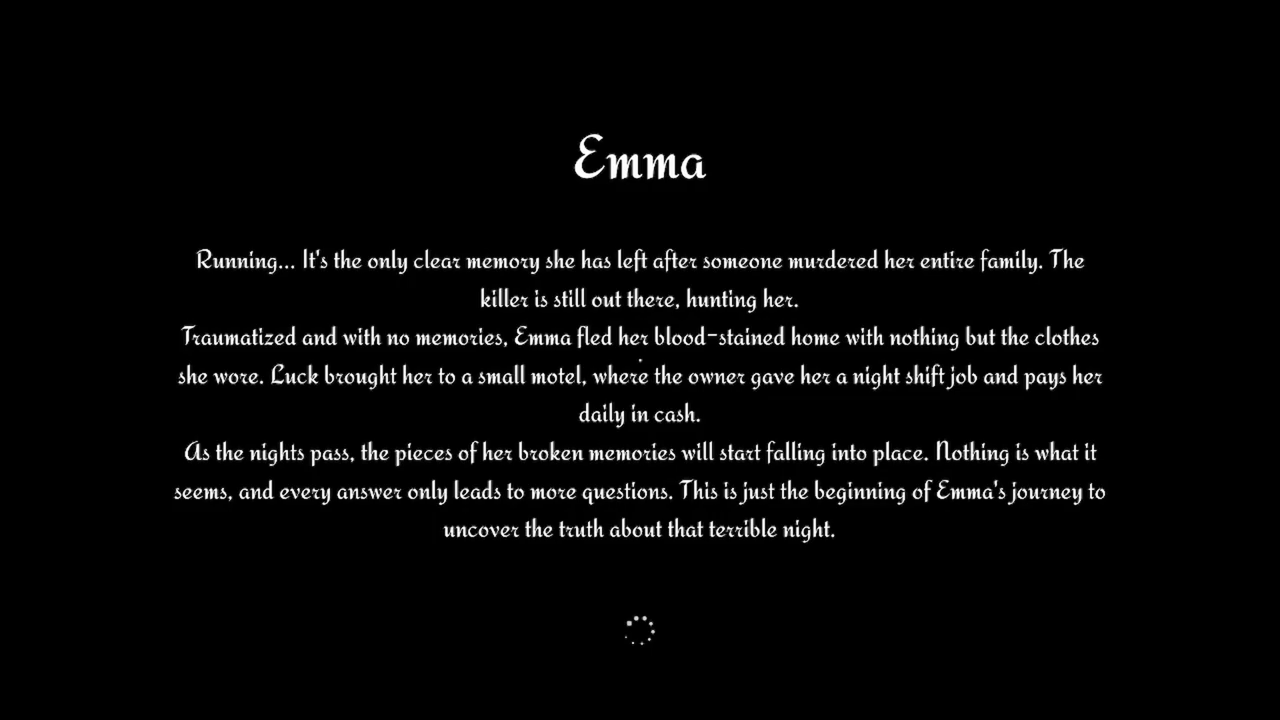 Emma
Running... It's the only clear memory she has left after someone murdered her entire family. The
killer is still out there, hunting her.
Traumatized and with no memories, Emma fled her blood-stained home with nothing but the clothes
she wore. Luck brought her to a small motel, where the owner gave her a night shift job and pays her
daily in cash.
As the nights pass, the pieces of her broken memories will start falling into place. Nothing is what it
seems, and every answer only leads to more questions. This is just the beginning of Emma's journey to
uncover the truth about that terrible night.